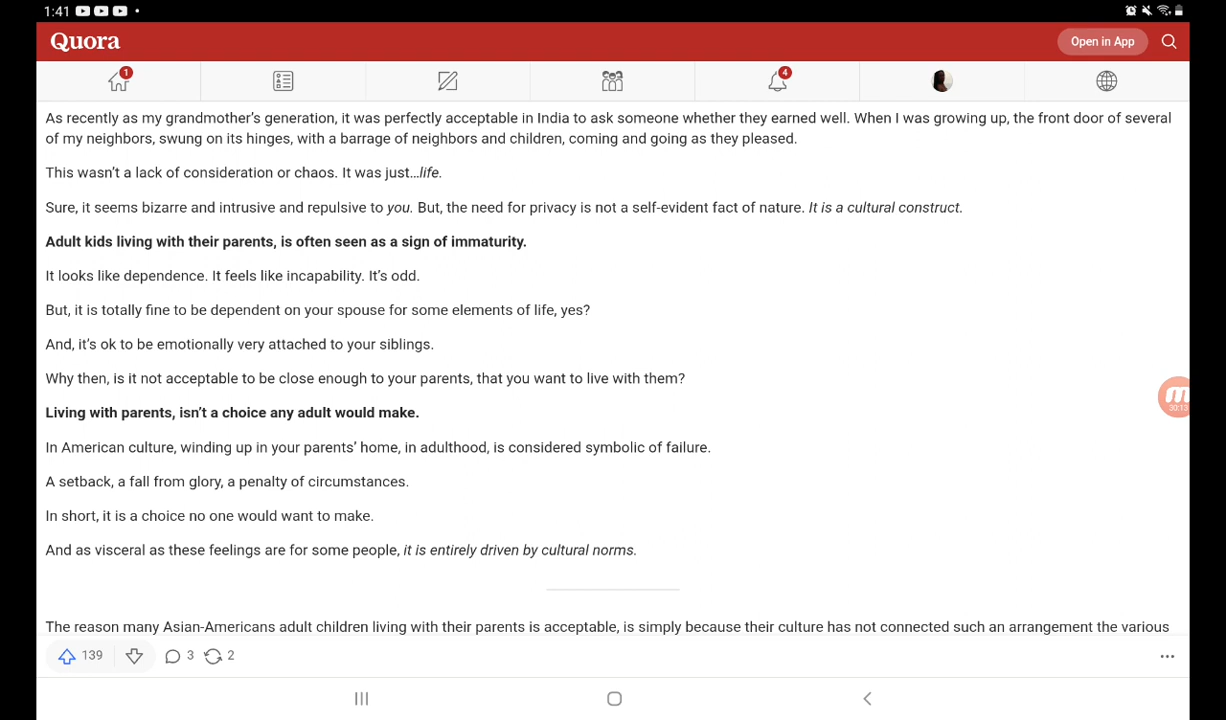 1:41
Quora
Open in App
1
4
As recently as my grandmother’s generation, it was perfectly acceptable in India to ask someone whether they earned well. When I was growing up, the front door of several
of my neighbors, swung on its hinges, with a barrage of neighbors and children, coming and going as they pleased.
This wasn’t a lack of consideration or chaos. It was just…life.
Sure, it seems bizarre and intrusive and repulsive to you. But, the need for privacy is not a self-evident fact of nature. It is a cultural construct.
Adult kids living with their parents, is often seen as a sign of immaturity.
It looks like dependence. It feels like incapability. It’s odd.
But, it is totally fine to be dependent on your spouse for some elements of life, yes?
And, it’s ok to be emotionally very attached to your siblings.
Why then, is it not acceptable to be close enough to your parents, that you want to live with them?
Living with parents, isn’t a choice any adult would make.
30:13
In American culture, winding up in your parents’ home, in adulthood, is considered symbolic of failure.
A setback, a fall from glory, a penalty of circumstances.
In short, it is a choice no one would want to make.
And as visceral as these feelings are for some people, it is entirely driven by cultural norms.
The reason many Asian-Americans adult children living with their parents is acceptable, is simply because their culture has not connected such an arrangement the various
139
3
2